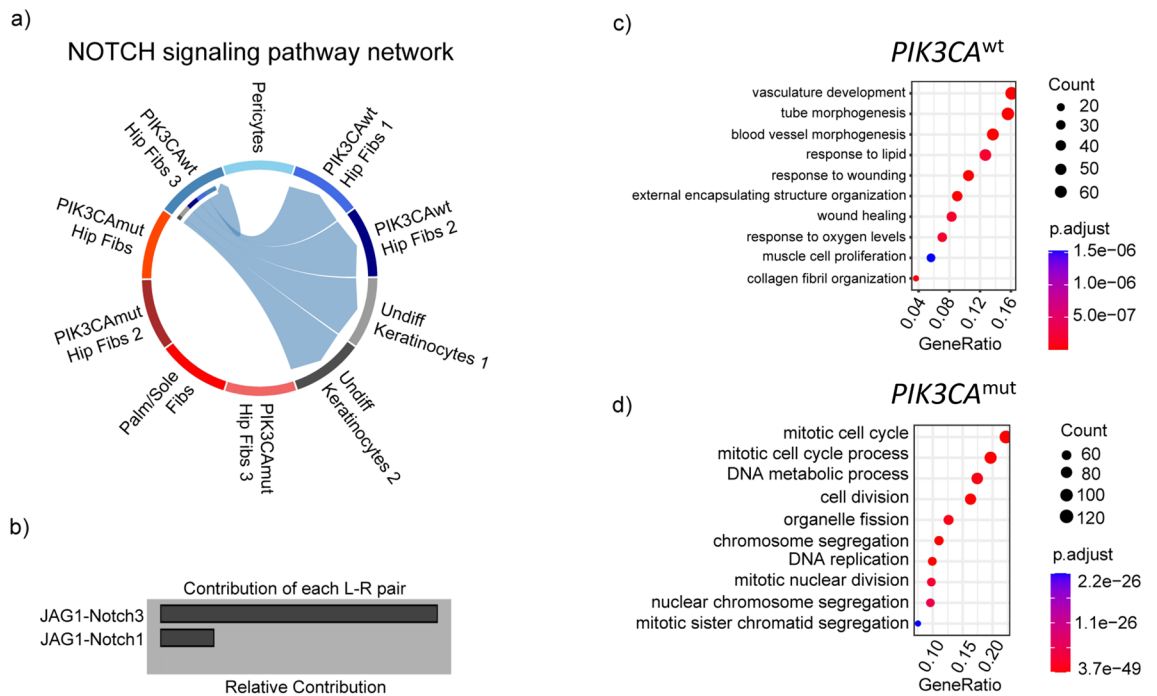 a)
NOTCH signaling pathway network
Pericytes
PIK3CAwt
Hip Fibs 1
PIK3CAwt
Hip Fibs 2
Undiff
Keratinocytes 1
Undiff
Keratinocytes 2
PIK3CAmut
Hip Fibs 3
Palm/Sole
Fibs
PIK3CAmut
Hip Fibs 2
PIK3CAmut
Hip Fibs
PIK3CAwt
Hip Fibs 3
b)
Contribution of each L-R pair
JAG1-Notch3
JAG1-Notch1
Relative Contribution
c)
PIK3CAwt
vasculature development
tube morphogenesis
blood vessel morphogenesis
response to lipid
response to wounding
external encapsulating structure organization
wound healing
response to oxygen levels
muscle cell proliferation
collagen fibril organization
0.04
0.08
0.12
0.16
GeneRatio
Count
20
30
40
50
60
p.adjust
1.5e−06
1.0e−06
5.0e−07
d)
PIK3CAmut
mitotic cell cycle
mitotic cell cycle process
DNA metabolic process
cell division
organelle fission
chromosome segregation
DNA replication
mitotic nuclear division
nuclear chromosome segregation
mitotic sister chromatid segregation
0.10
0.15
0.20
GeneRatio
Count
60
80
100
120
p.adjust
2.2e−26
1.1e−26
3.7e−49